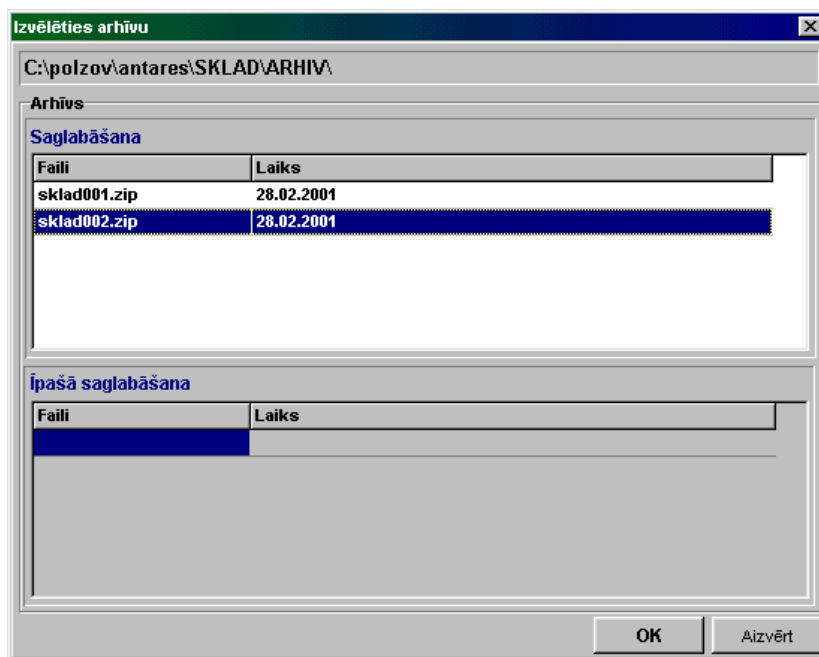 Izvēlēties arhīvu
C:\polzov\antares\SKLAD\ARHIV\
Arhīvs
Saglabāšana
Faili Laiks
sklad001.zip 28.02.2001
sklad002.zip 28.02.2001
Īpašā saglabāšana
Faili Laiks
OK Aizvērt